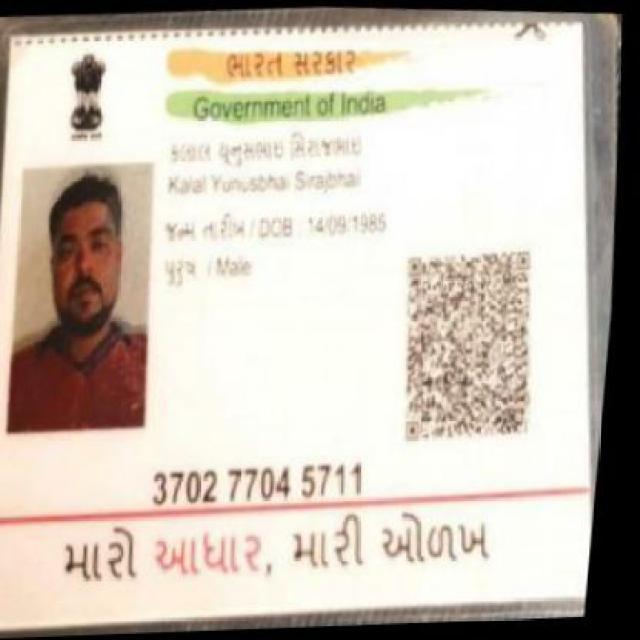 ભારત સરકાર
Government of India
કલાલ યૂનુસભાઇ સિરાજભાઇ
Kalal Yunusbhai Sirajbhai
જન્મ તારીખ / DOB : 14/09/1985
પુરુષ / Male
3702 7704 5711
મારો આધાર, મારી ઓળખ